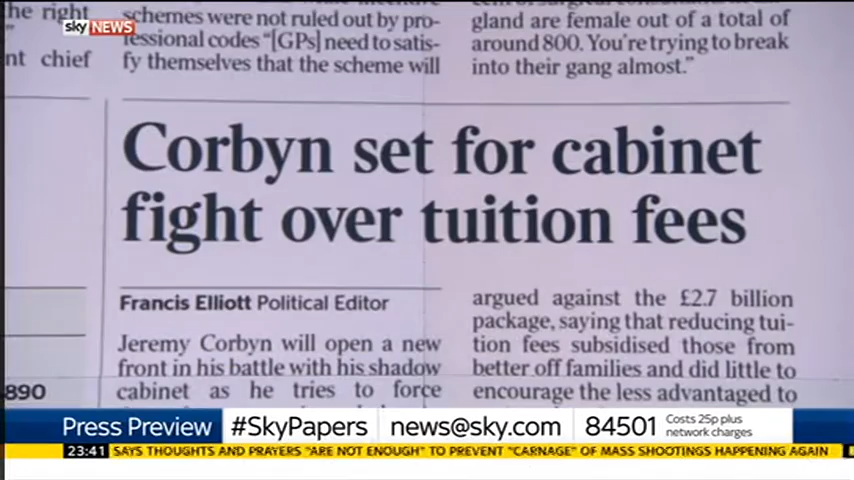 he right
sky NEWS
nt chief
schemes were not ruled out by pro-
fessional codes “[GPs] need to satis-
fy themselves that the scheme will
gland are female out of a total of
around 800. You’re trying to break
into their gang almost.”
Corbyn set for cabinet
fight over tuition fees
Francis Elliott Political Editor
Jeremy Corbyn will open a new
front in his battle with his shadow
cabinet as he tries to force
argued against the £2.7 billion
package, saying that reducing tui-
tion fees subsidised those from
better off families and did little to
encourage the less advantaged to
890
Press Preview #SkyPapers news@sky.com 84501 Costs 25p plus
network charges
23:41 SAYS THOUGHTS AND PRAYERS "ARE NOT ENOUGH" TO PREVENT "CARNAGE" OF MASS SHOOTINGS HAPPENING AGAIN